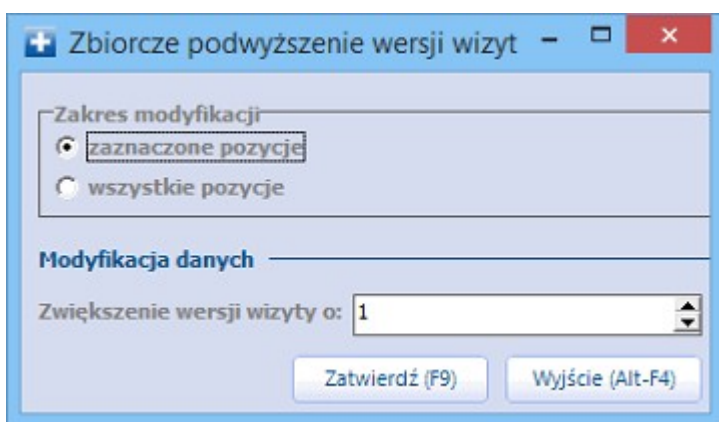 Zbiorcze podwyższenie wersji wizyt
Zakres modyfikacji
zaznaczone pozycje
wszystkie pozycje
Modyfikacja danych
Zwiększenie wersji wizyty o: 1
Zatwierdź (F9) Wyjście (Alt-F4)